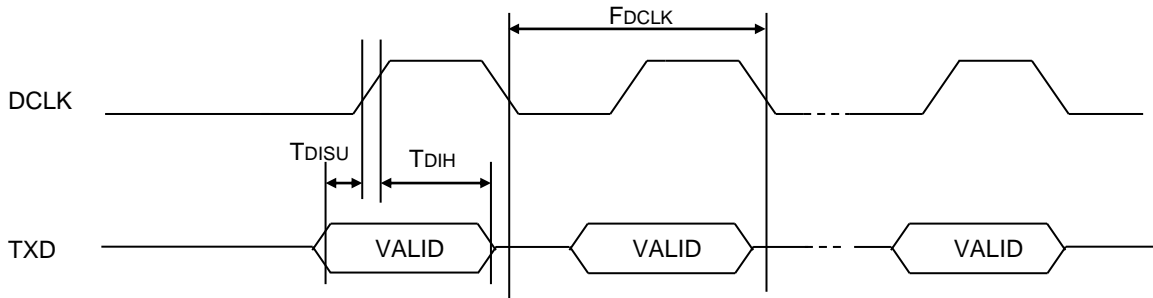 FDCLK
DCLK
TDISU
TDIH
TXD
VALID
VALID
VALID